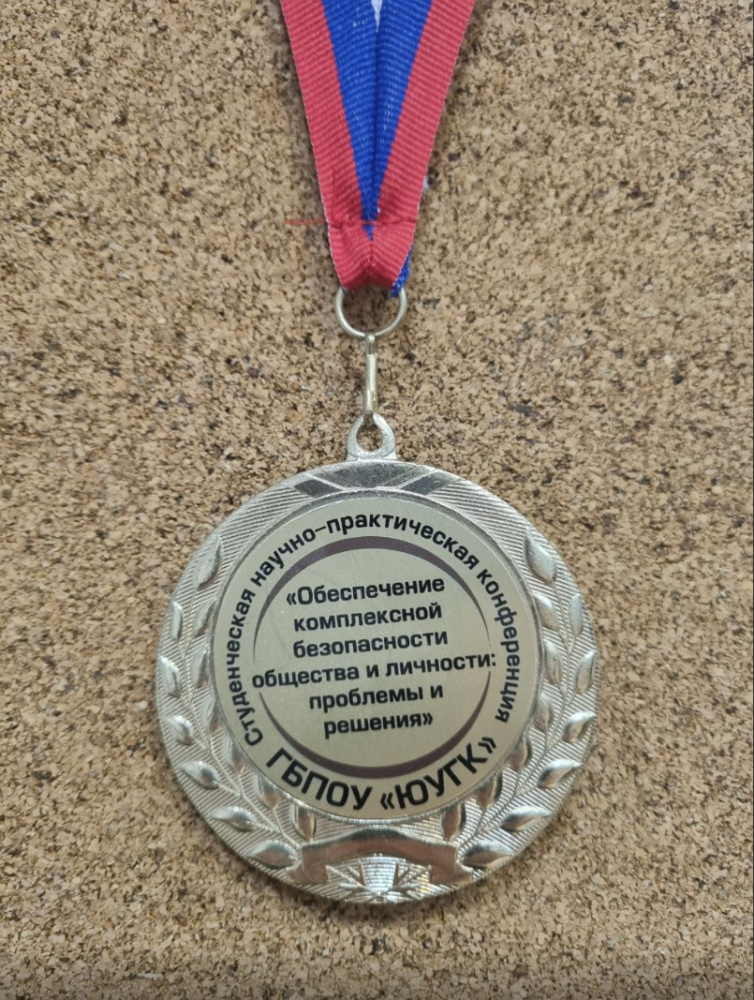 Студенческая научно-практическая конференция
«Обеспечение
комплексной
безопасности
общества и личности:
проблемы и
решения»
ГБПОУ «ЮУГК»